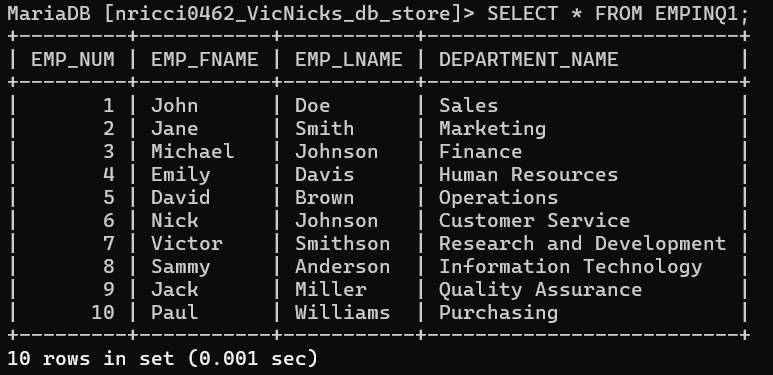 MariaDB [nricci0462_VicNicks_db_store]> SELECT * FROM EMPINQ1;
+---------+-----------+-----------+--------------------------+
| EMP_NUM | EMP_FNAME | EMP_LNAME | DEPARTMENT_NAME          |
+---------+-----------+-----------+--------------------------+
|       1 | John      | Doe       | Sales                    |
|       2 | Jane      | Smith     | Marketing                |
|       3 | Michael   | Johnson   | Finance                  |
|       4 | Emily     | Davis     | Human Resources          |
|       5 | David     | Brown     | Operations               |
|       6 | Nick      | Johnson   | Customer Service         |
|       7 | Victor    | Smithson  | Research and Development |
|       8 | Sammy     | Anderson  | Information Technology   |
|       9 | Jack      | Miller    | Quality Assurance        |
|      10 | Paul      | Williams  | Purchasing               |
+---------+-----------+-----------+--------------------------+
10 rows in set (0.001 sec)